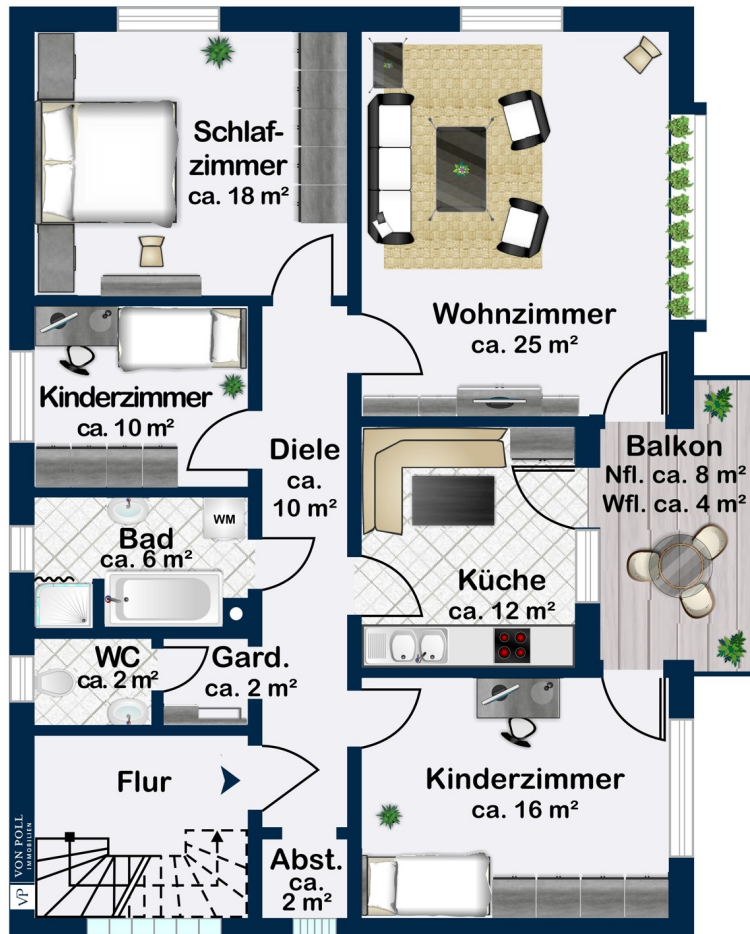 Schlaf-
zimmer
ca. 18 m²
Wohnzimmer
ca. 25 m²
Kinderzimmer
ca. 10 m²
Diele
ca.
10 m²
Balkon
Nfl. ca. 8 m²
Wfl. ca. 4 m²
WM
Bad
ca. 6 m²
Küche
ca. 12 m²
WC
ca. 2 m²
Gard.
ca. 2 m²
Flur
Kinderzimmer
ca. 16 m²
Abst.
ca.
2 m²
VP
VON POLL
IMMOBILIEN